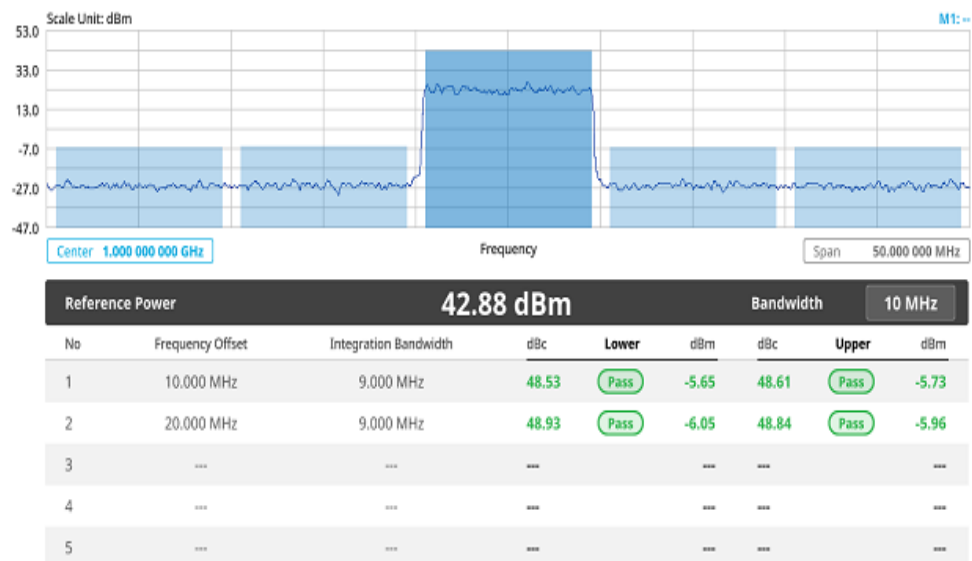 Scale Unit: dBm M1: --
53.0
33.0
13.0
-7.0
-27.0
-47.0
Center 1.000 000 000 GHz Frequency Span 50.000 000 MHz
Reference Power 42.88 dBm Bandwidth 10 MHz
No Frequency Offset Integration Bandwidth dBc Lower dBm dBc Upper dBm
1 10.000 MHz 9.000 MHz 48.53 Pass -5.65 48.61 Pass -5.73
2 20.000 MHz 9.000 MHz 48.93 Pass -6.05 48.84 Pass -5.96
3 --- --- --- --- --- ---
4 --- --- --- --- --- ---
5 --- --- --- --- --- ---